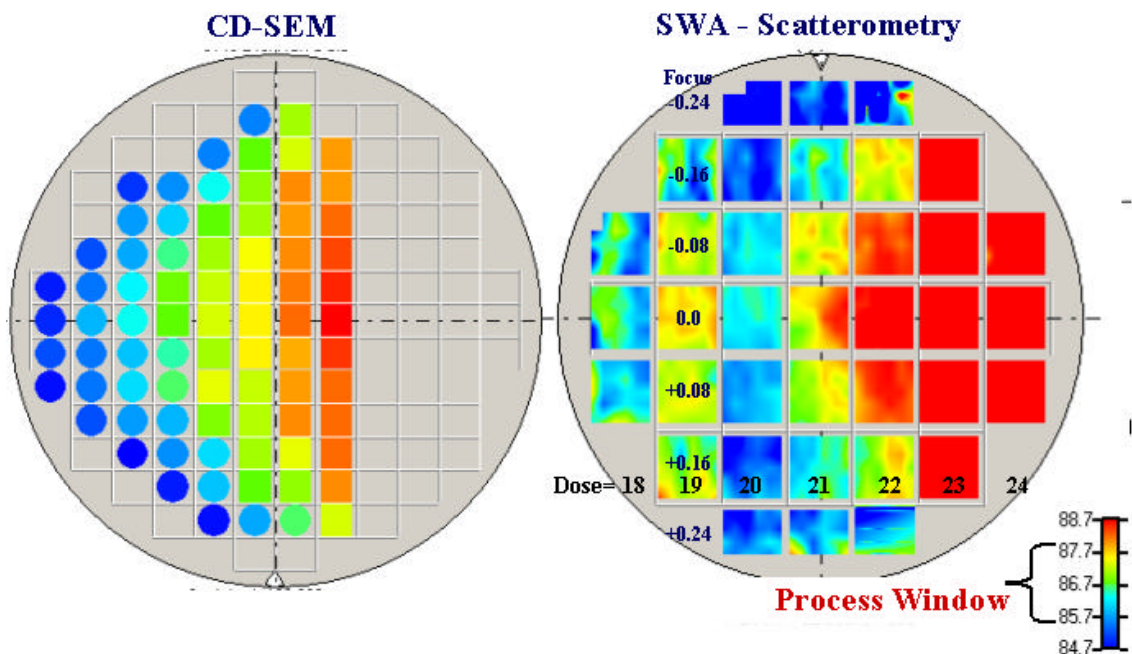 CD-SEM
SWA - Scatterometry
Focus
-0.24
-0.16
-0.08
0.0
+0.08
+0.16
Dose= 18 19 20 21 22 23 24
+0.24
88.7
87.7
86.7
85.7
84.7
Process Window